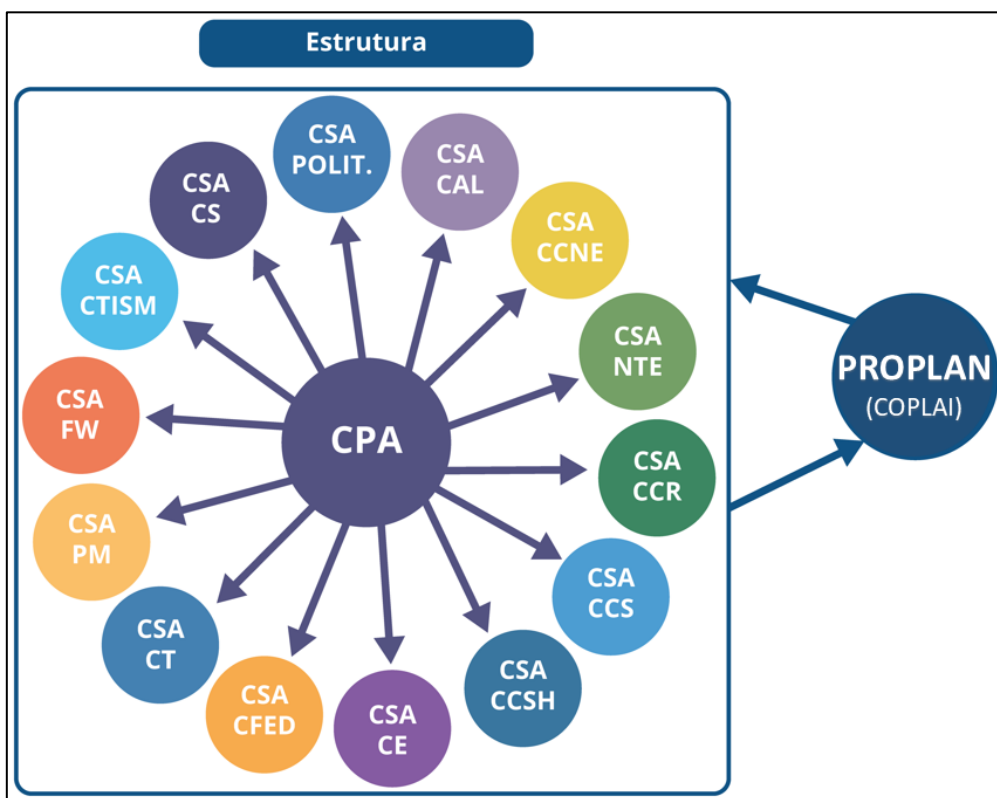 Estrutura
CSA
POLIT.
CSA
CAL
CSA
CCNE
CSA
NTE
CSA
CCR
CSA
CCS
CSA
CCSH
CSA
CE
CSA
CFED
CSA
CT
CSA
PM
CSA
FW
CSA
CTISM
CSA
CS
CPA
PROPLAN
(COPLAI)